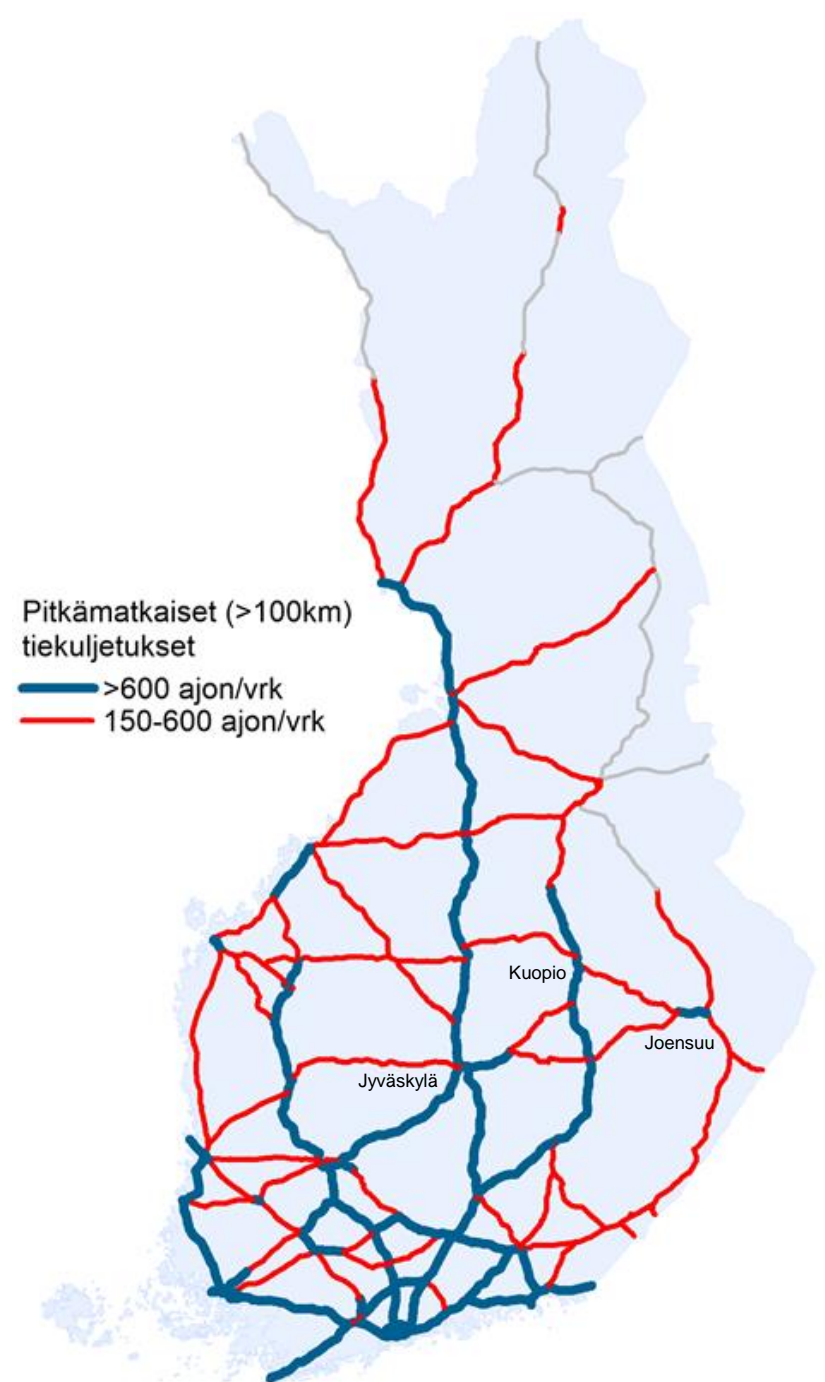 Pitkämatkaiset (>100km)
tiekuljetukset
>600 ajon/vrk
150-600 ajon/vrk
Kuopio
Joensuu
Jyväskylä